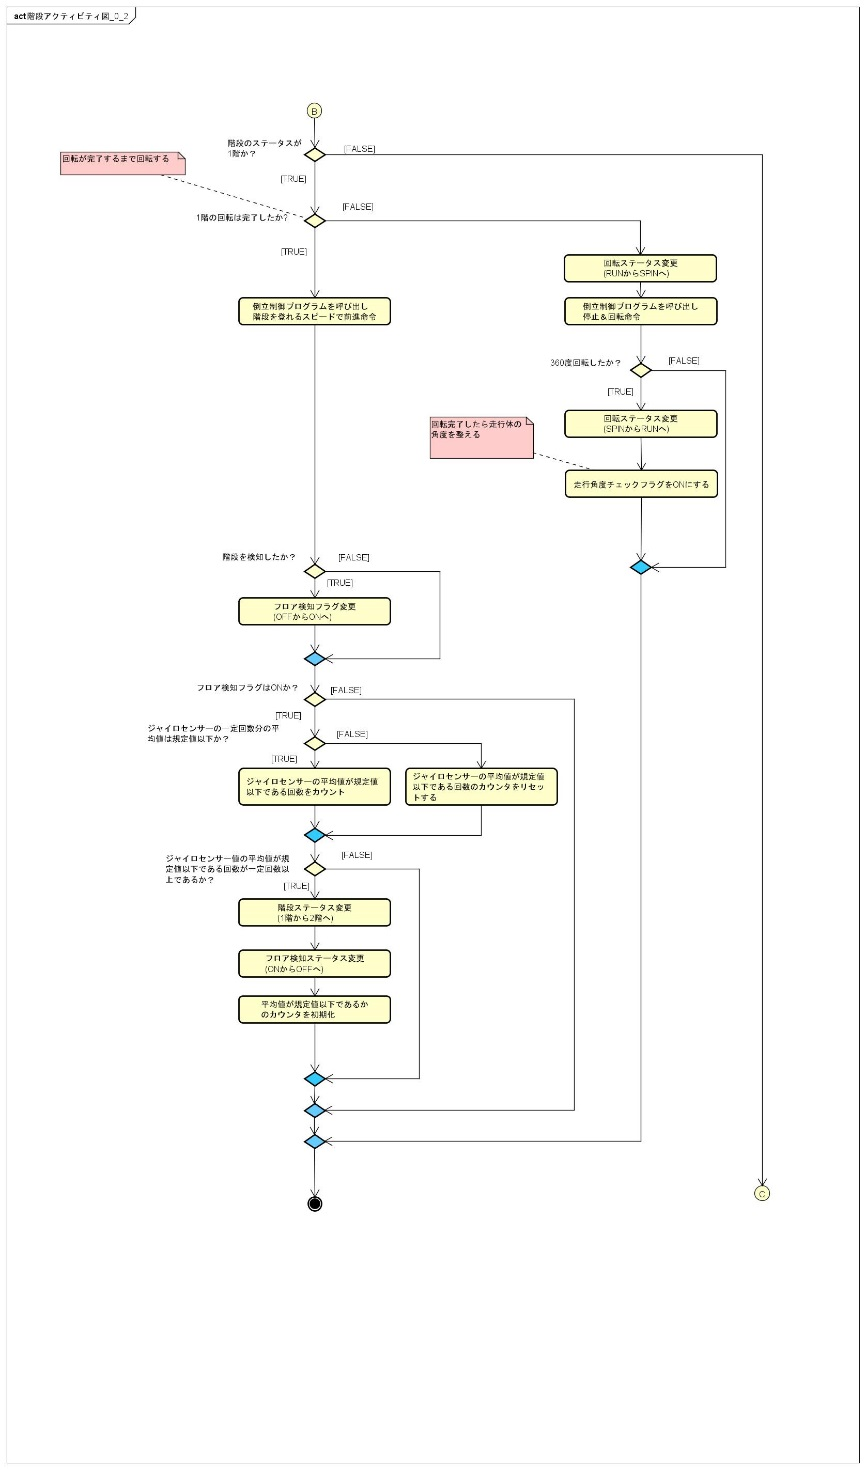 act 階段アクティビティ図_0_2
B
階段のステータスが
1階か？
[FALSE]
回転が完了するまで回転する
[TRUE]
[FALSE]
1階の回転は完了したか?
[TRUE]
回転ステータス変更
(RUNからSPINへ)
倒立制御プログラムを呼び出し
階段を登れるスピードで前進命令
倒立制御プログラムを呼び出し
停止＆回転命令
360度回転したか？
[FALSE]
[TRUE]
回転ステータス変更
(SPINからRUNへ)
回転完了したら走行体の
角度を整える
走行角度チェックフラグをONにする
階段を検知したか？
[FALSE]
[TRUE]
フロア検知フラグ変更
(OFFからONへ)
フロア検知フラグはONか？
[FALSE]
[TRUE]
ジャイロセンサーの一定回数分の平
均値は規定値以下か？
[FALSE]
[TRUE]
ジャイロセンサーの平均値が規定値
以下である回数をカウント
ジャイロセンサーの平均値が規定値
以下である回数のカウンタをリセッ
トする
[FALSE]
ジャイロセンサー値の平均値が規
定値以下である回数が一定回数以
上であるか？
[TRUE]
階段ステータス変更
(1階から2階へ)
フロア検知ステータス変更
(ONからOFFへ)
平均値が規定値以下であるか
のカウンタを初期化
C